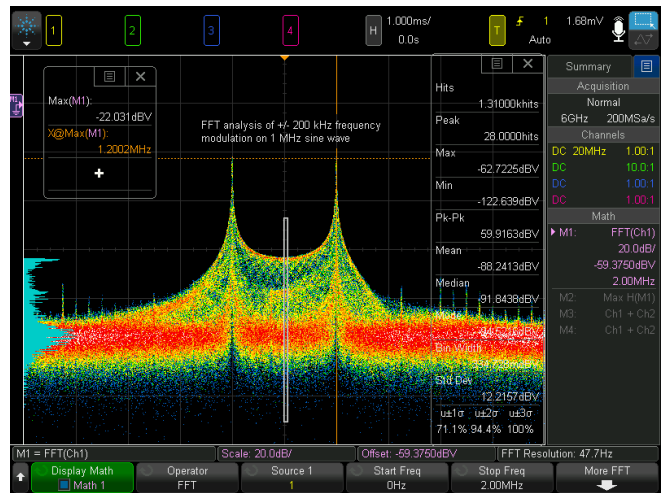 1
2
3
4
H
1.000ms/
0.0s
T
1
Auto
1.68mV
M1
Max(M1):
-22.031dBV
X@Max(M1):
1.2002MHz
FFT analysis of +/- 200 kHz frequency
modulation on 1 MHz sine wave
Hits
1.31000khits
Peak
28.0000hits
Max
-62.7225dBV
Min
-122.639dBV
Pk-Pk
59.9163dBV
Mean
-88.2413dBV
Median
-91.8438dBV
Mode
Bin Width
Std Dev
12.2157dBV
u±1σ u±2σ u±3σ
71.1% 94.4% 100%
Summary
Acquisition
Normal
6GHz 200MSa/s
Channels
DC 20MHz 1.00:1
DC 10.0:1
DC 1.00:1
DC 1.00:1
Math
M1: FFT(Ch1)
20.0dB/
-59.3750dBV
2.00MHz
M2: Max H(M1)
M3: Ch1 + Ch2
M4: Ch1 + Ch2
M1 = FFT(Ch1)
Scale: 20.0dB/
Offset: -59.3750dBV
FFT Resolution: 47.7Hz
Display Math
Math 1
Operator
FFT
Source 1
1
Start Freq
0Hz
Stop Freq
2.00MHz
More FFT